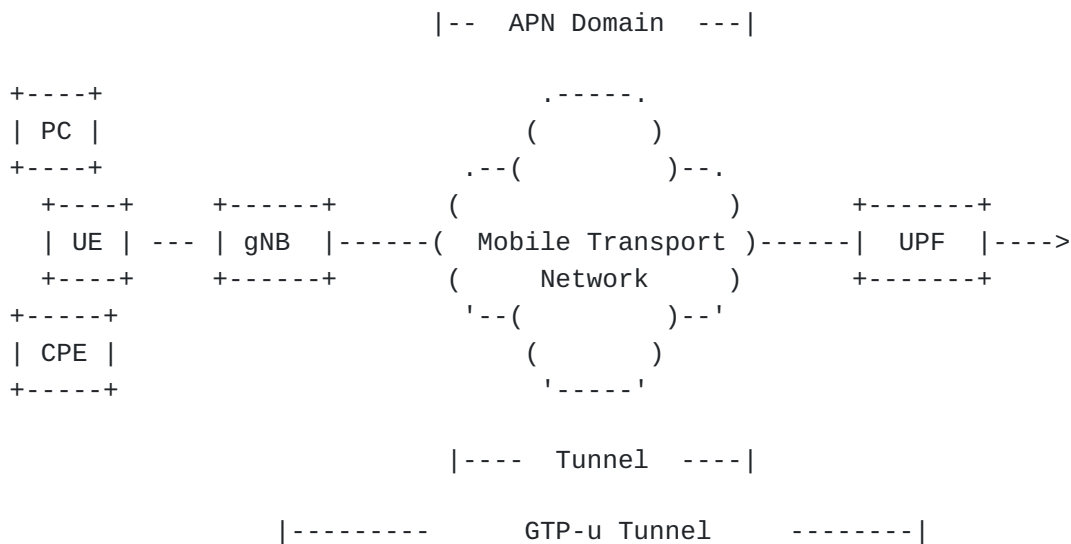 |--  APN Domain  ---|
+----+                          .-----.
| PC |                         (       )
+----+                     .--(         )--.
  +----+     +------+      (               )       +-------+
  | UE | --- | gNB  |------(  Mobile Transport )------|  UPF  |---->
  +----+     +------+      (     Network     )       +-------+
+-----+                    '--(         )--'
| CPE |                        (       )
+-----+                         '-----'
|----  Tunnel  ----|
|---------      GTP-u Tunnel     --------|